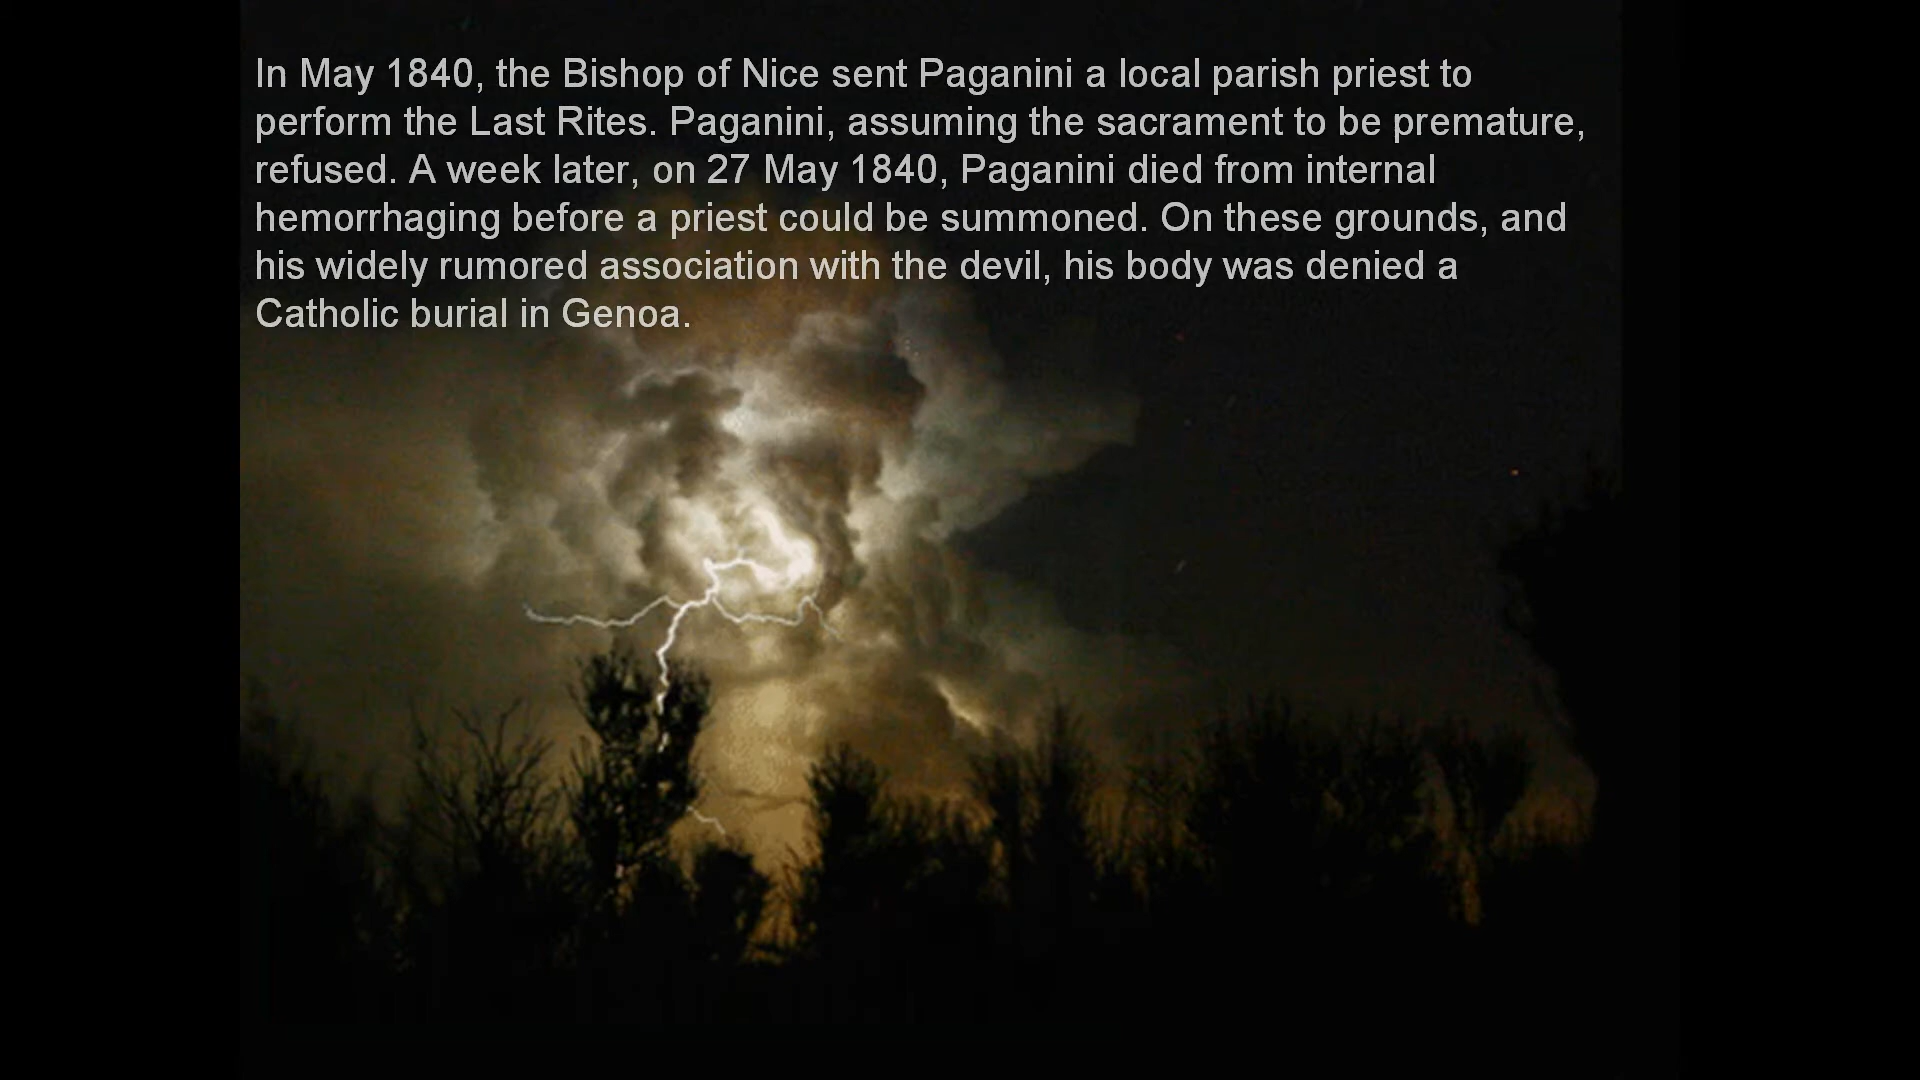 In May 1840, the Bishop of Nice sent Paganini a local parish priest to
perform the Last Rites. Paganini, assuming the sacrament to be premature,
refused. A week later, on 27 May 1840, Paganini died from internal
hemorrhaging before a priest could be summoned. On these grounds, and
his widely rumored association with the devil, his body was denied a
Catholic burial in Genoa.